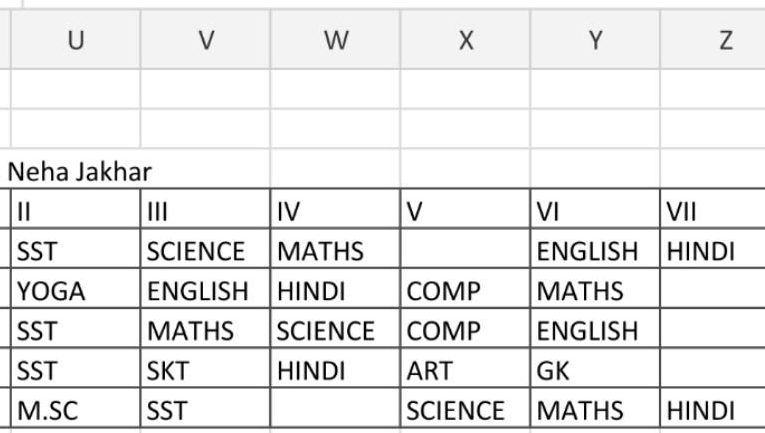 U V W X Y Z
Neha Jakhar
II III IV V VI VII
SST SCIENCE MATHS ENGLISH HINDI
YOGA ENGLISH HINDI COMP MATHS
SST MATHS SCIENCE COMP ENGLISH
SST SKT HINDI ART GK
M.SC SST SCIENCE MATHS HINDI